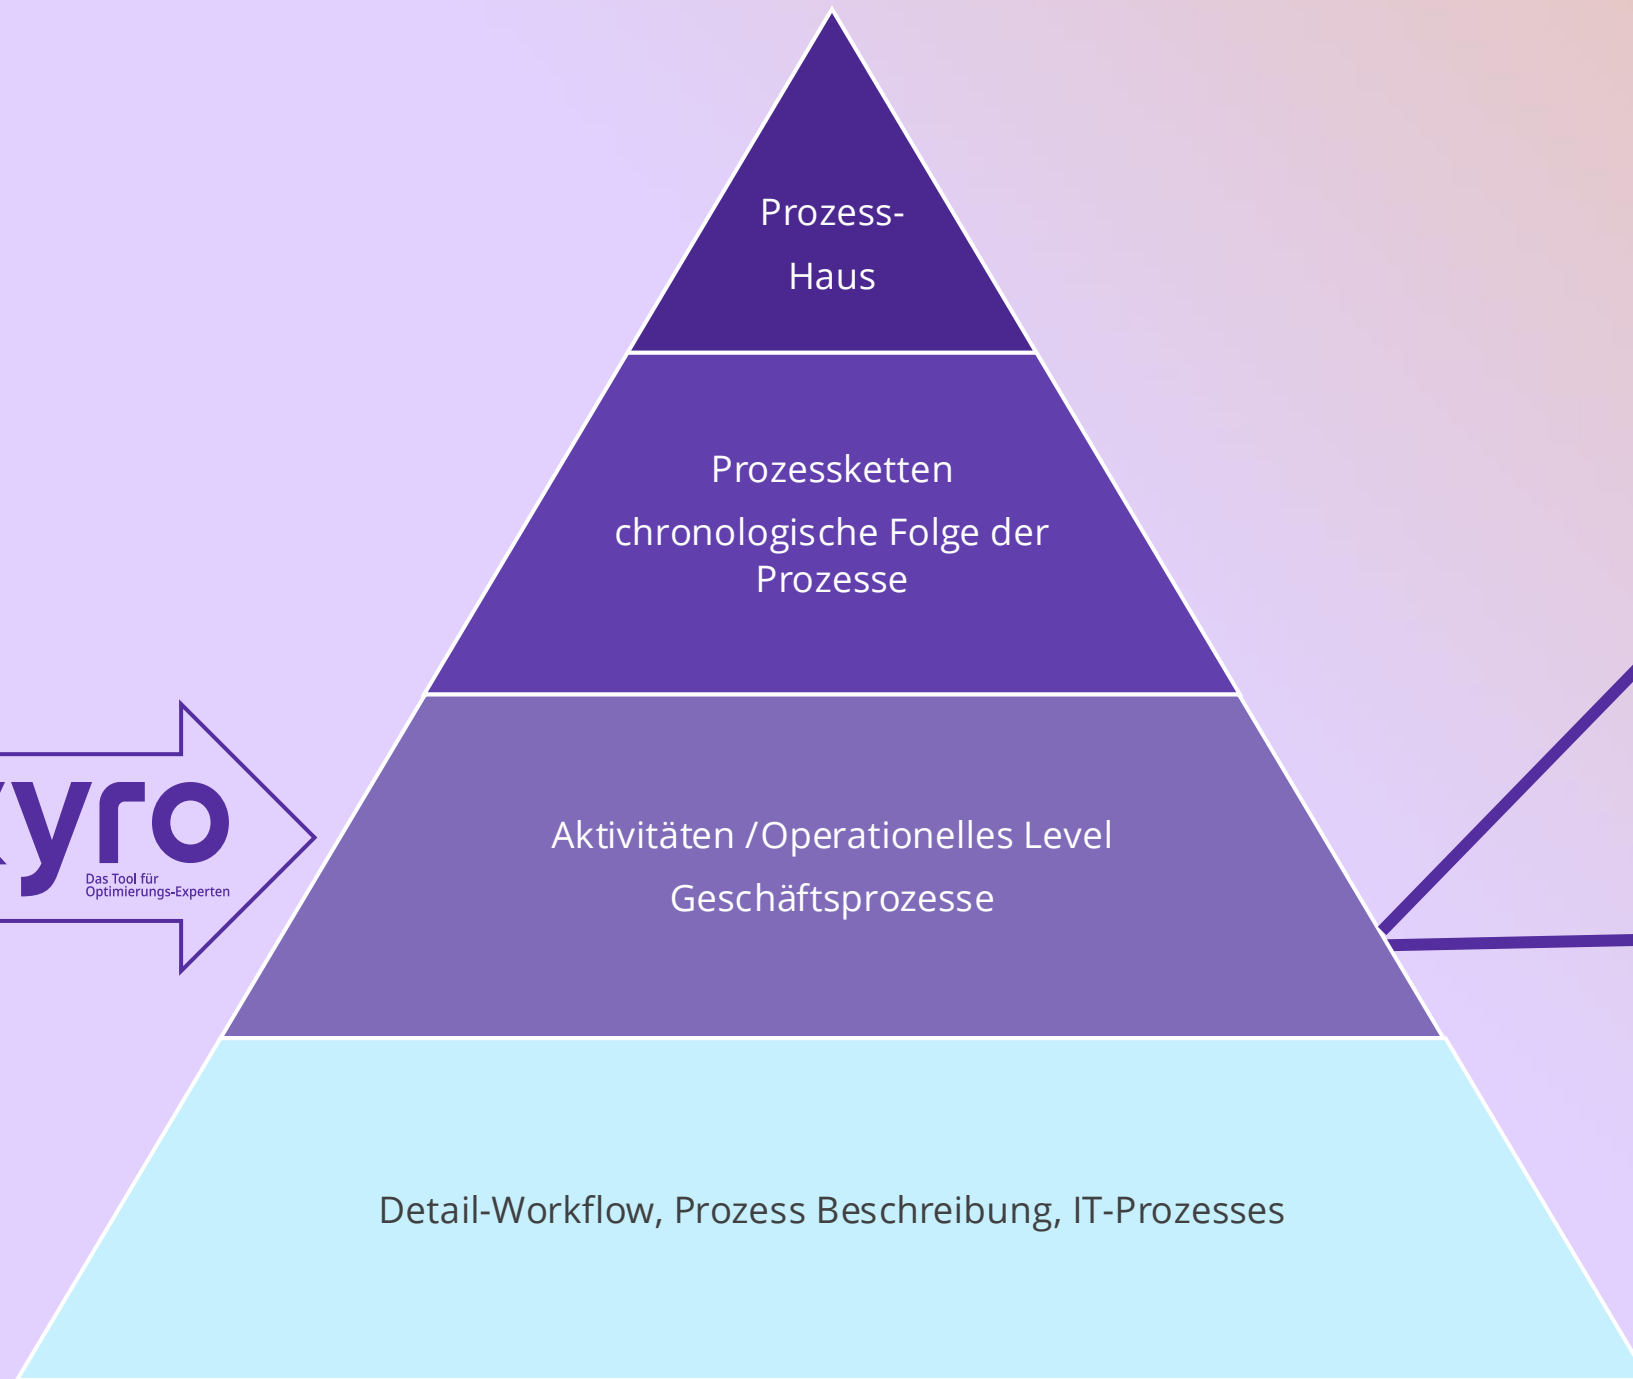 Prozess-
Haus
Prozessketten
chronologische Folge der
Prozesse
yro
Das Tool für
Optimierungs-Experten
Aktivitäten /Operationelles Level
Geschäftsprozesse
Detail-Workflow, Prozess Beschreibung, IT-Prozesses